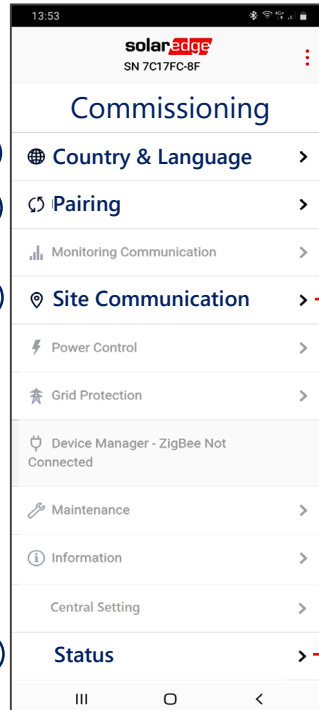 13:53
4G+
solaredge
SN 7C17FC-8F
Commissioning
Country & Language
Pairing
Monitoring Communication
Site Communication
Power Control
Grid Protection
Device Manager - ZigBee Not
Connected
Maintenance
Information
Central Setting
Status